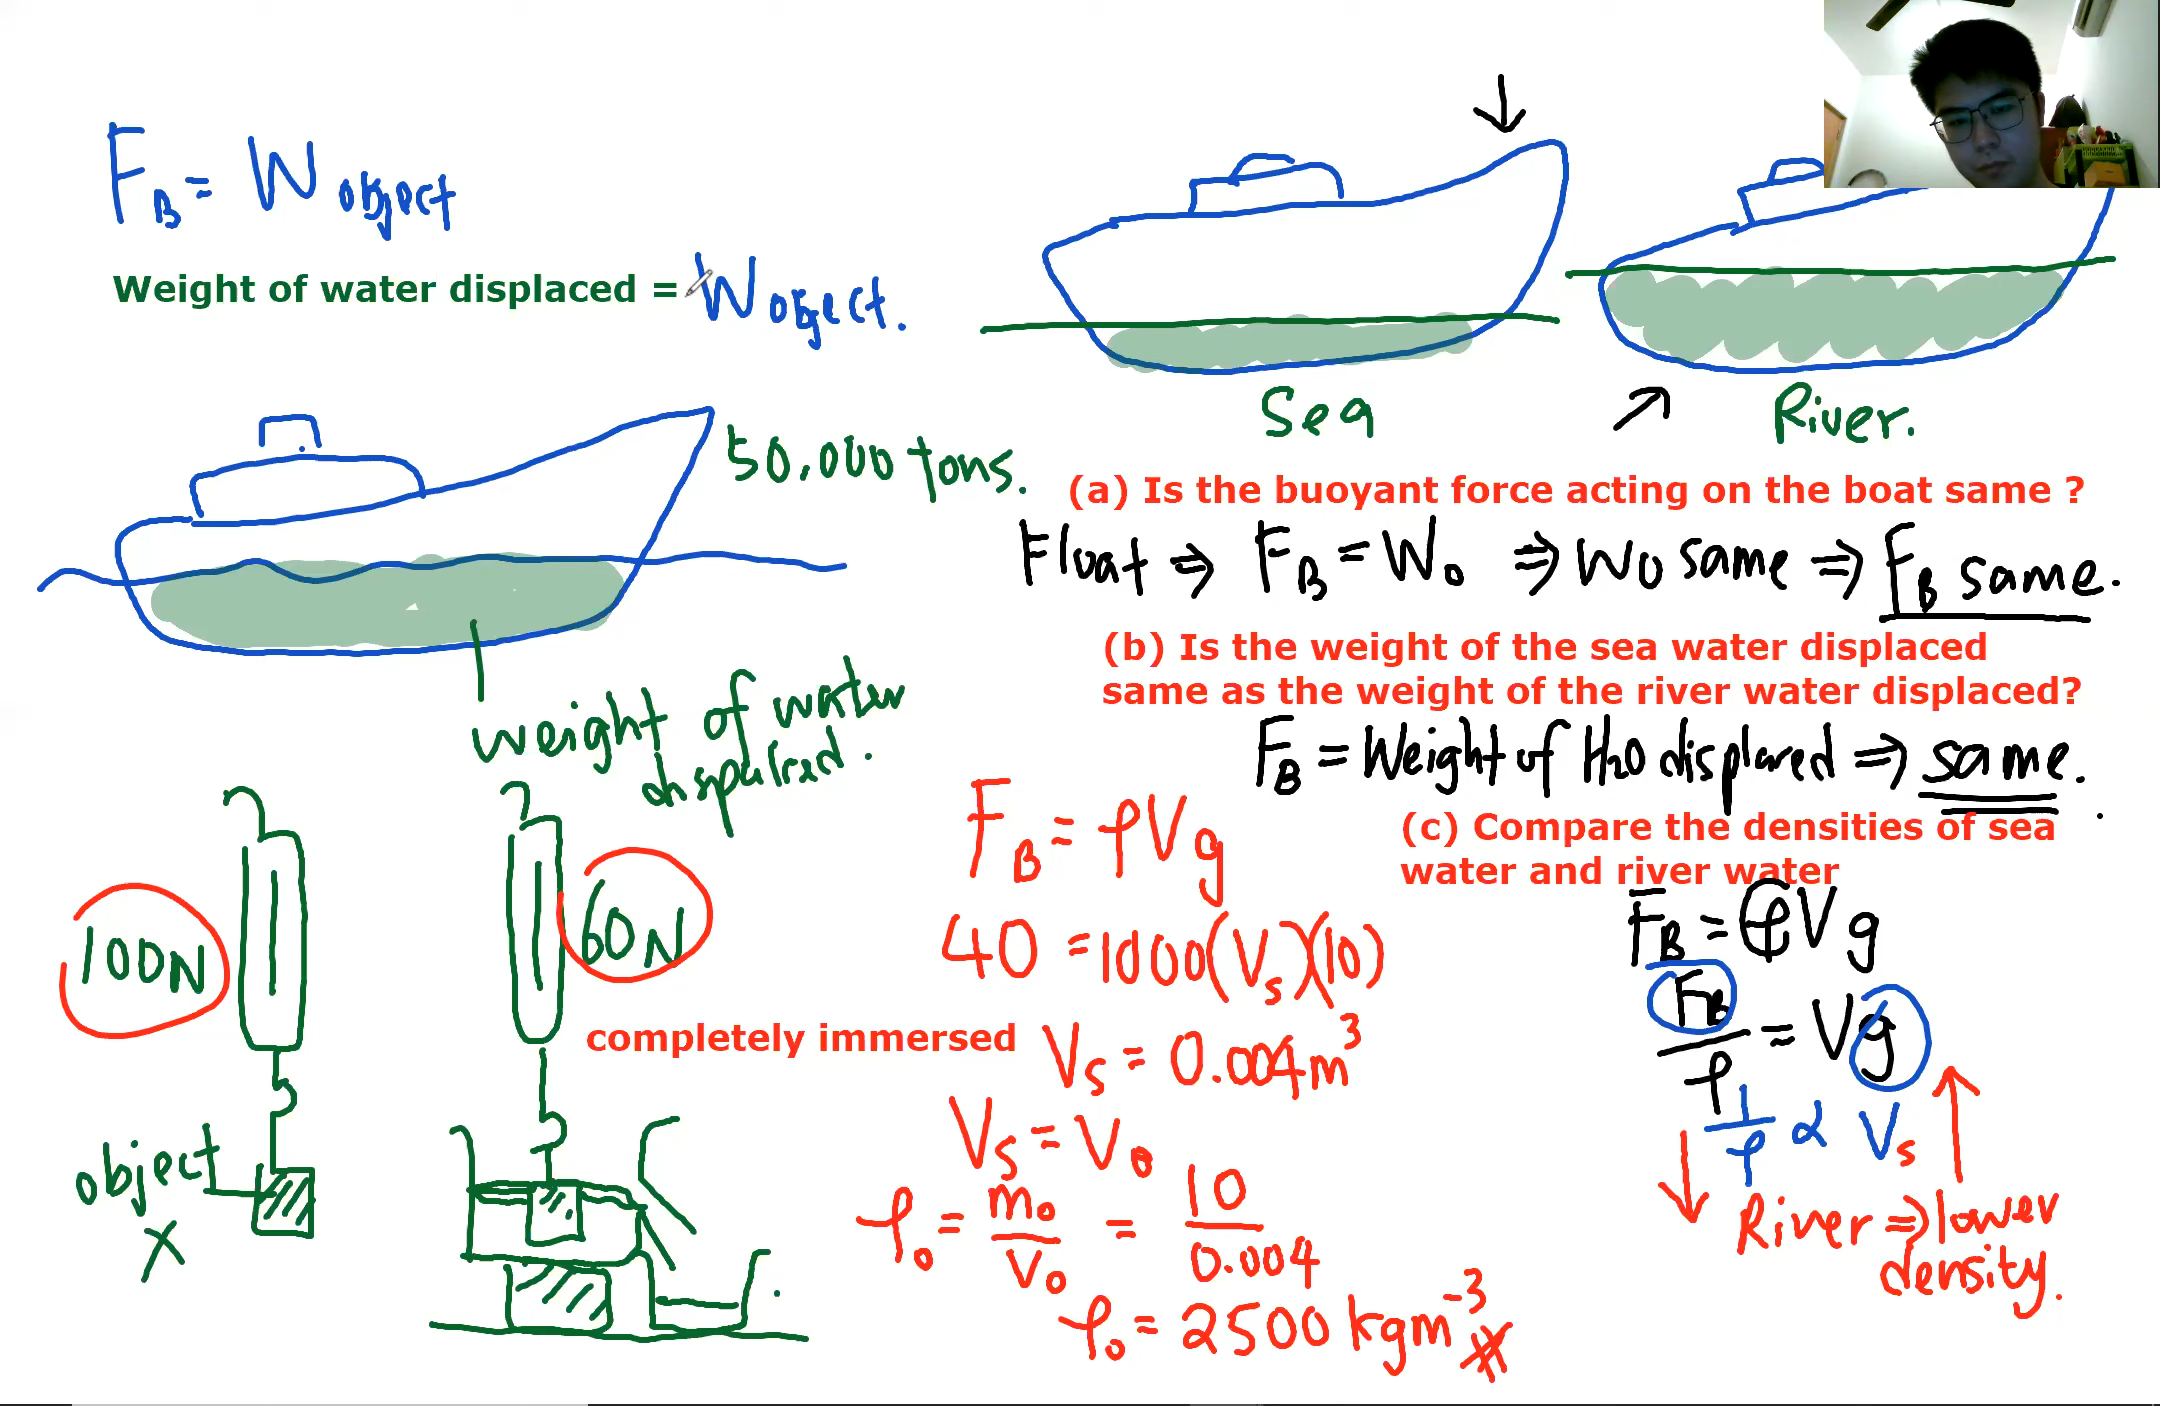 F_B = W object
Weight of water displaced = W object.
50,000 tons.
weight of water
displaced.
Sea
River.
(a) Is the buoyant force acting on the boat same ?
Float ⇒ F_B = W_o ⇒ Wo same ⇒ F_B same.
(b) Is the weight of the sea water displaced
same as the weight of the river water displaced?
F_B = Weight of H2O displaced ⇒ same.
(c) Compare the densities of sea
water and river water
F_B = ρVg
F_B/ρ = Vg
1/ρ ∝ V_s
River ⇒ lower
density.
100N
object
X
60N
completely immersed
F_B = ρVg
40 = 1000(V_s)(10)
V_s = 0.004m³
V_s = V_o
ρ_o = m_o/V_o = 10/0.004
ρ_o = 2500 kgm⁻³